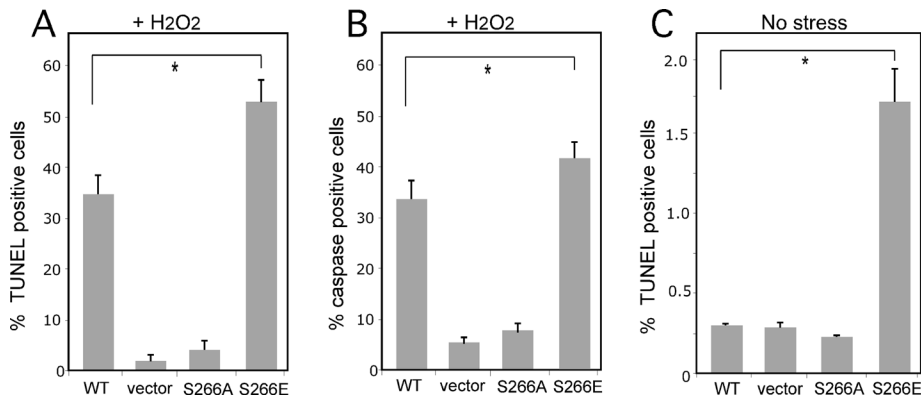 A
+ H2O2
% TUNEL positive cells
60
50
40
30
20
10
0
*
WT vector S266A S266E
B
+ H2O2
% caspase positive cells
60
50
40
30
20
10
0
*
WT vector S266A S266E
C
No stress
% TUNEL positive cells
2.0
1.5
1.0
0.5
0
*
WT vector S266A S266E